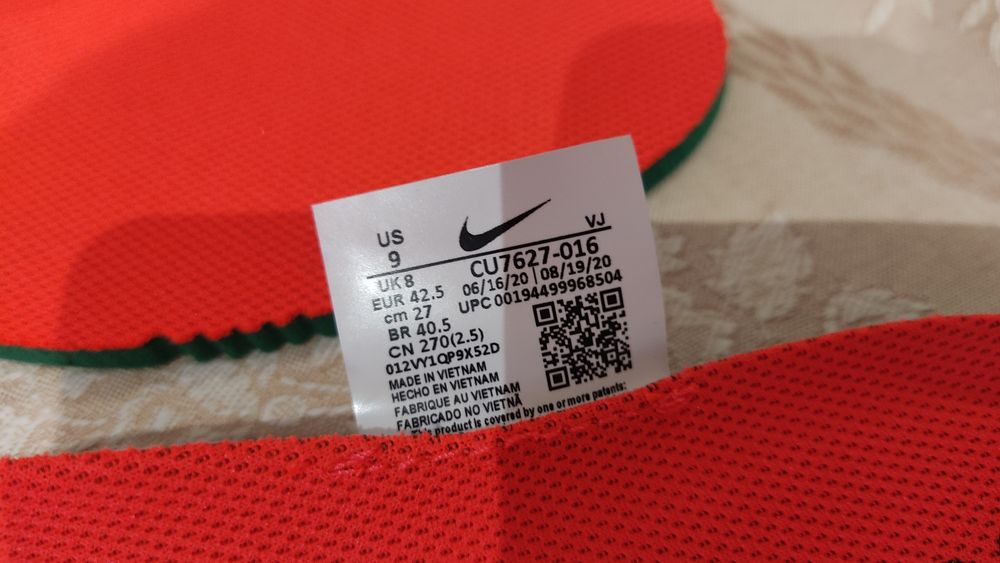 US
9
VJ
UK 8
CU7627-016
EUR 42.5
06/16/20 | 08/19/20
cm 27
UPC 00194499968504
BR 40.5
CN 270(2.5)
012VY1QP9X52D
MADE IN VIETNAM
HECHO EN VIETNAM
FABRIQUE AU VIETNAM
FABRICADO NO VIETNÃ
This product is covered by one or more patents: